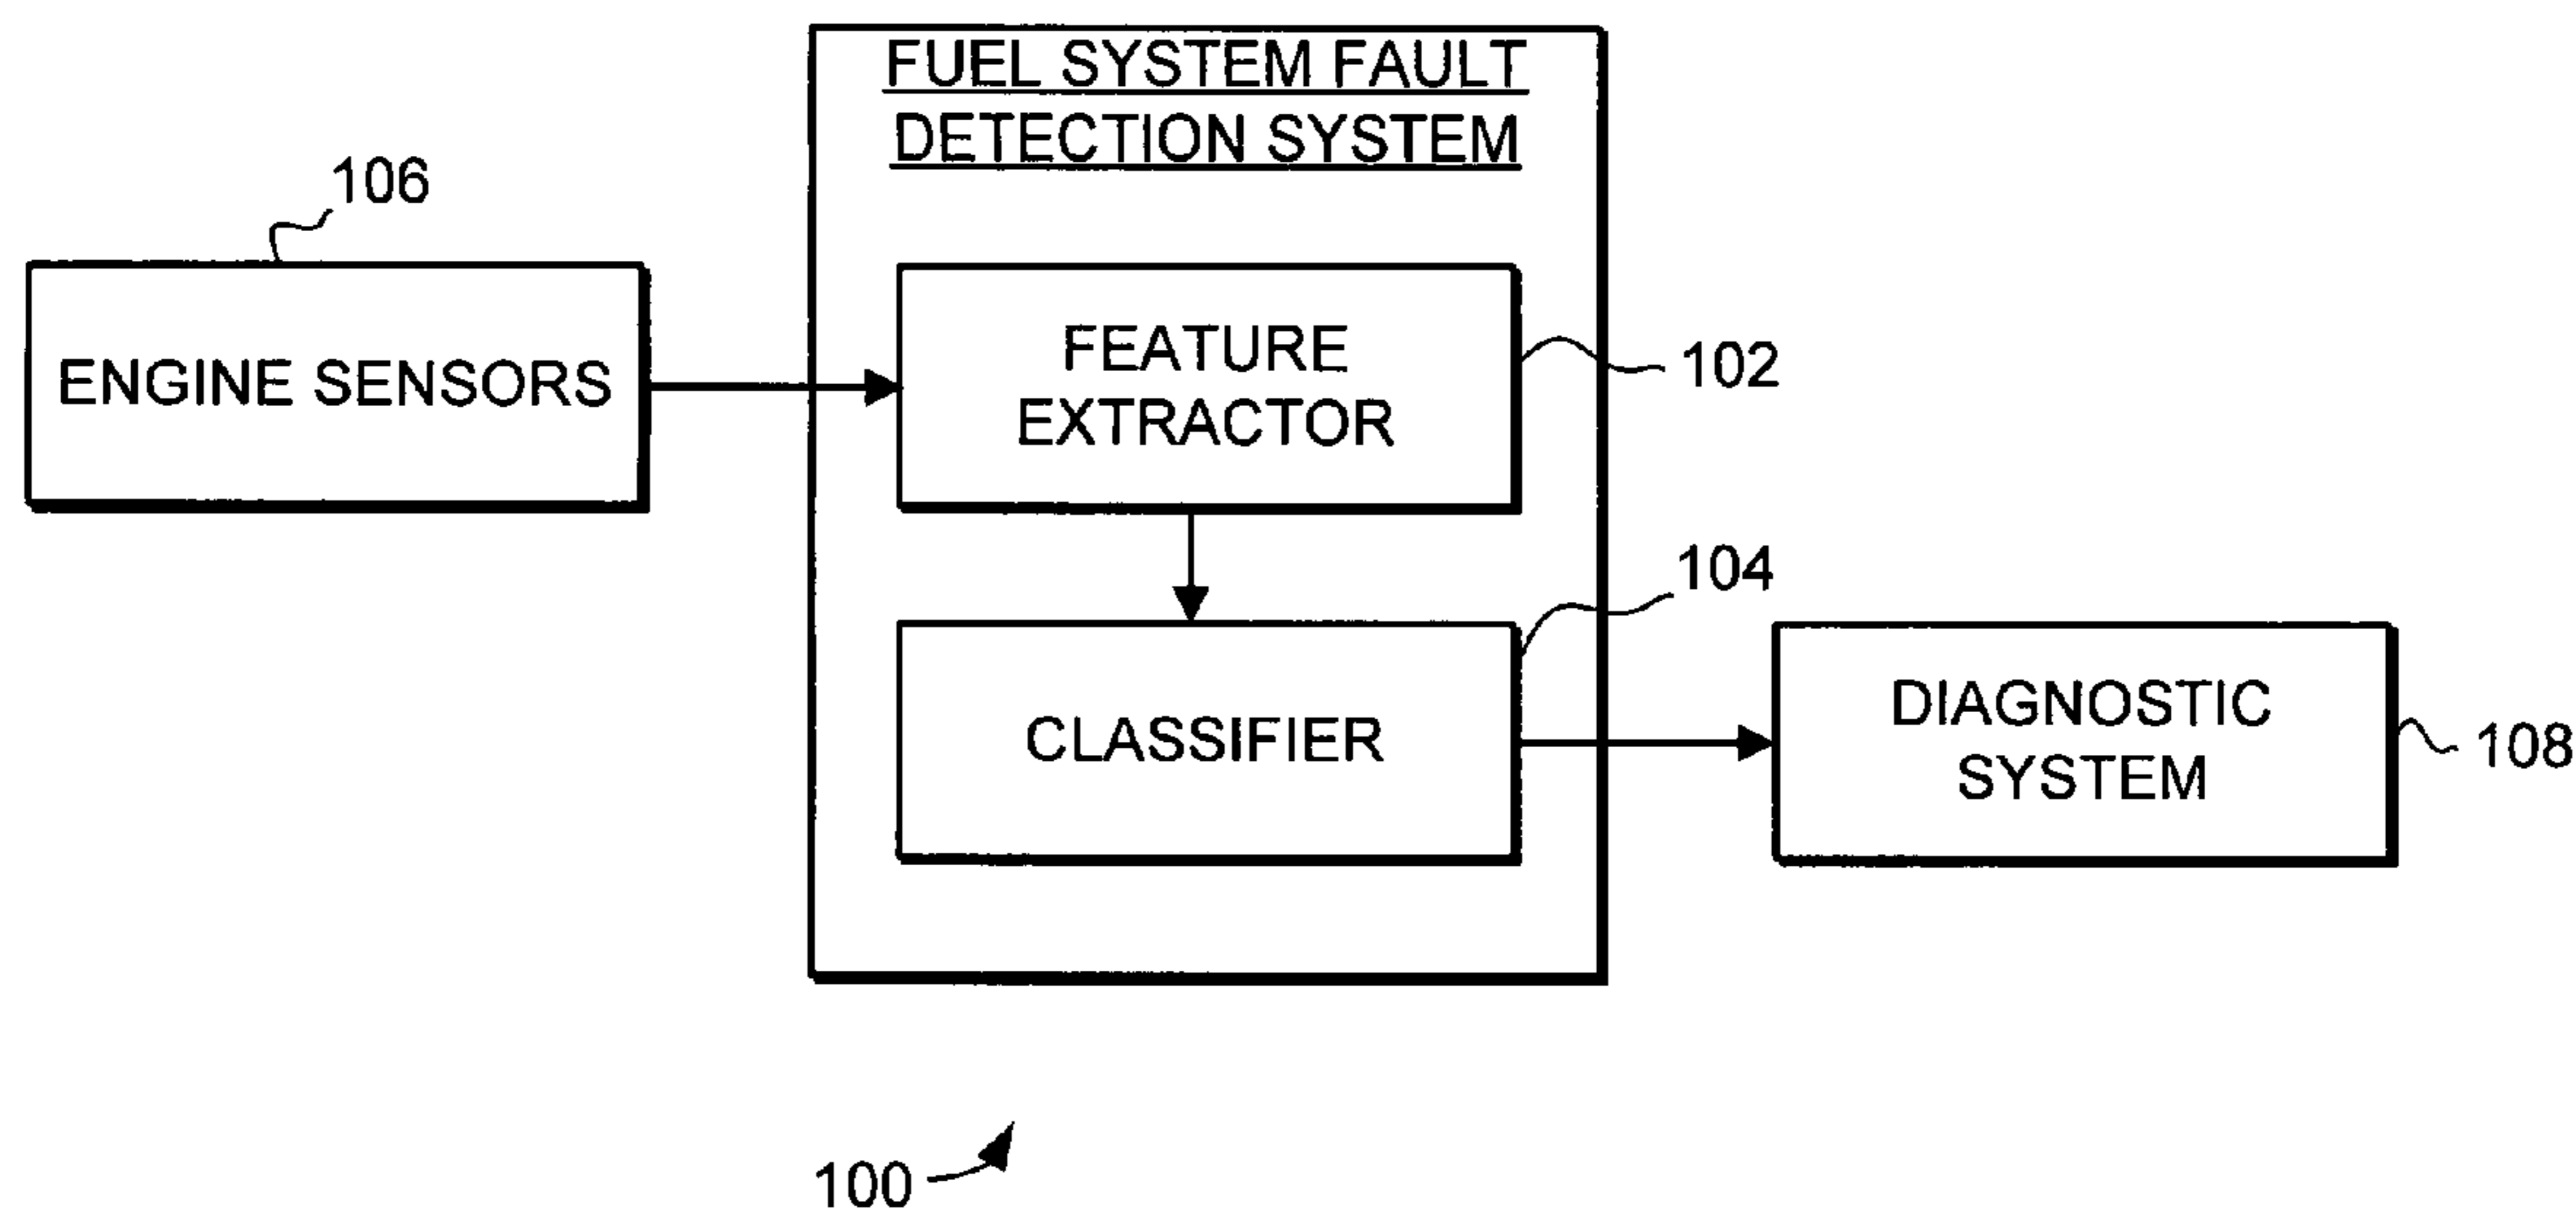 FUEL SYSTEM FAULT
DETECTION SYSTEM
106
ENGINE SENSORS
FEATURE
EXTRACTOR
102
104
CLASSIFIER
DIAGNOSTIC
SYSTEM
108
100